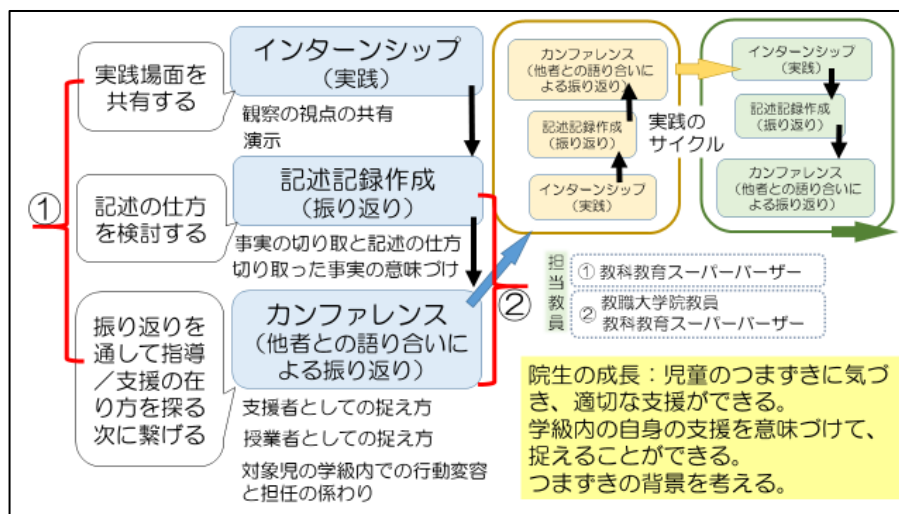 実践場面を
共有する
インターンシップ
（実践）
観察の視点の共有
演示
①
記述の仕方
を検討する
記述記録作成
（振り返り）
事実の切り取と記述の仕方
切り取った事実の意味づけ
②
振り返りを
通して指導
／支援の在
り方を探る
次に繋げる
カンファレンス
（他者との語り合いに
よる振り返り）
支援者としての捉え方
授業者としての捉え方
対象児の学級内での行動変容
と担任の係わり
カンファレンス
（他者との語り合いに
よる振り返り）
記述記録作成
（振り返り）
インターンシップ
（実践）
実践の
サイクル
インターンシップ
（実践）
記述記録作成
（振り返り）
カンファレンス
（他者との語り合いに
よる振り返り）
担当教員
① 教科教育スーパーバーザー
② 教職大学院教員
教科教育スーパーバーザー
院生の成長：児童のつまずきに気づ
き、適切な支援ができる。
学級内の自身の支援を意味づけて、
捉えることができる。
つまずきの背景を考える。